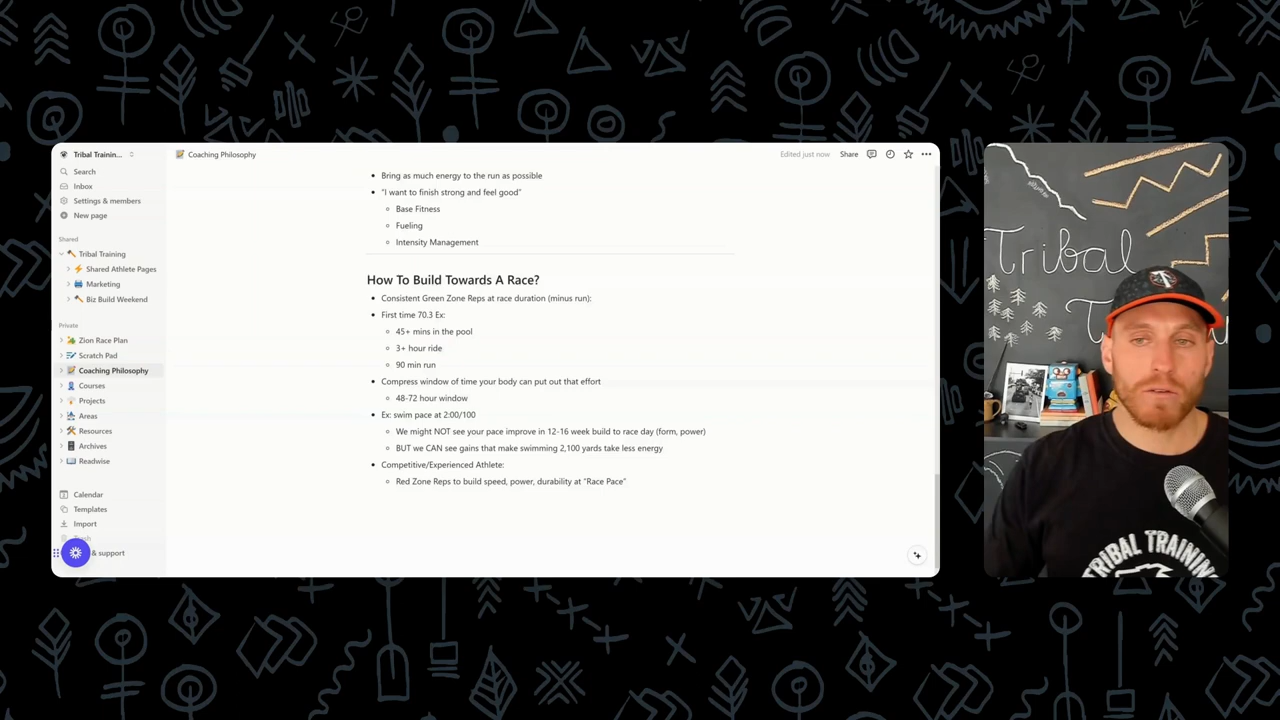 Tribal Trainin...
Search
Inbox
Settings & members
New page
Shared
Tribal Training
Shared Athlete Pages
Marketing
Biz Build Weekend
Private
Zion Race Plan
Scratch Pad
Coaching Philosophy
Courses
Projects
Areas
Resources
Archives
Readwise
Calendar
Templates
Import
Trash
& support
Coaching Philosophy
Edited just now
Share
• Bring as much energy to the run as possible
• "I want to finish strong and feel good"
◦ Base Fitness
◦ Fueling
◦ Intensity Management
How To Build Towards A Race?
• Consistent Green Zone Reps at race duration (minus run):
• First time 70.3 Ex:
◦ 45+ mins in the pool
◦ 3+ hour ride
◦ 90 min run
• Compress window of time your body can put out that effort
◦ 48-72 hour window
• Ex: swim pace at 2:00/100
◦ We might NOT see your pace improve in 12-16 week build to race day (form, power)
◦ BUT we CAN see gains that make swimming 2,100 yards take less energy
• Competitive/Experienced Athlete:
◦ Red Zone Reps to build speed, power, durability at "Race Pace"
Tribal
TRIBAL TRAINING